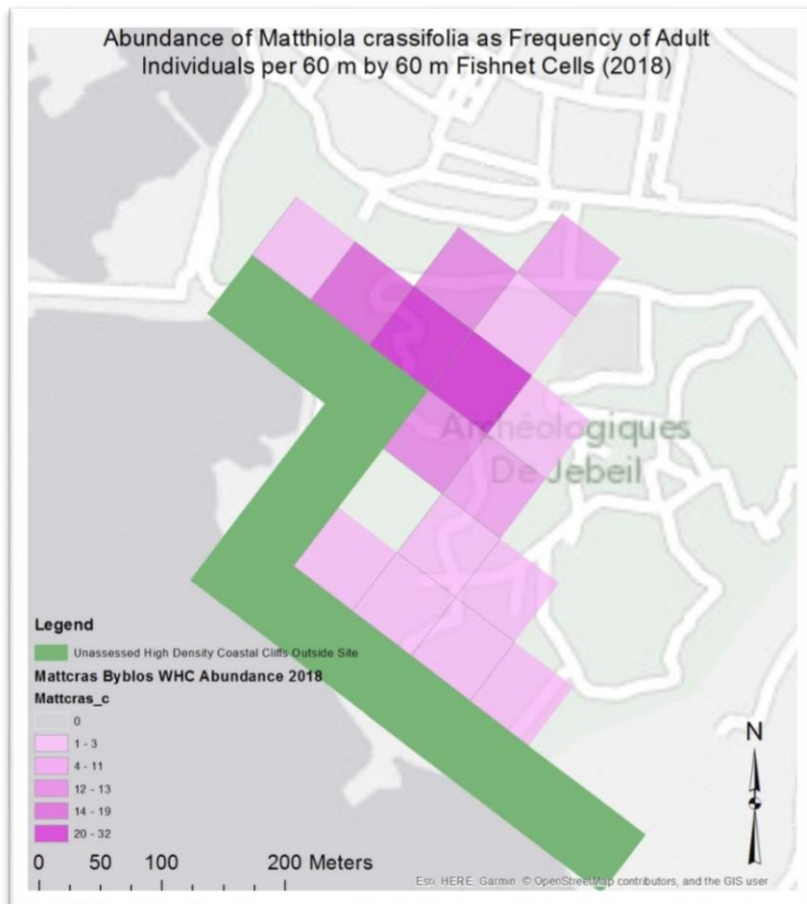 Abundance of Matthiola crassifolia as Frequency of Adult
Individuals per 60 m by 60 m Fishnet Cells (2018)
Archéologiques
De Jebeil
Legend
Unassessed High Density Coastal Cliffs Outside Site
Mattcras Byblos WHC Abundance 2018
Mattcras_c
0
1 - 3
4 - 11
12 - 13
14 - 19
20 - 32
N
0 50 100 200 Meters
Esri, HERE, Garmin, © OpenStreetMap contributors, and the GIS user